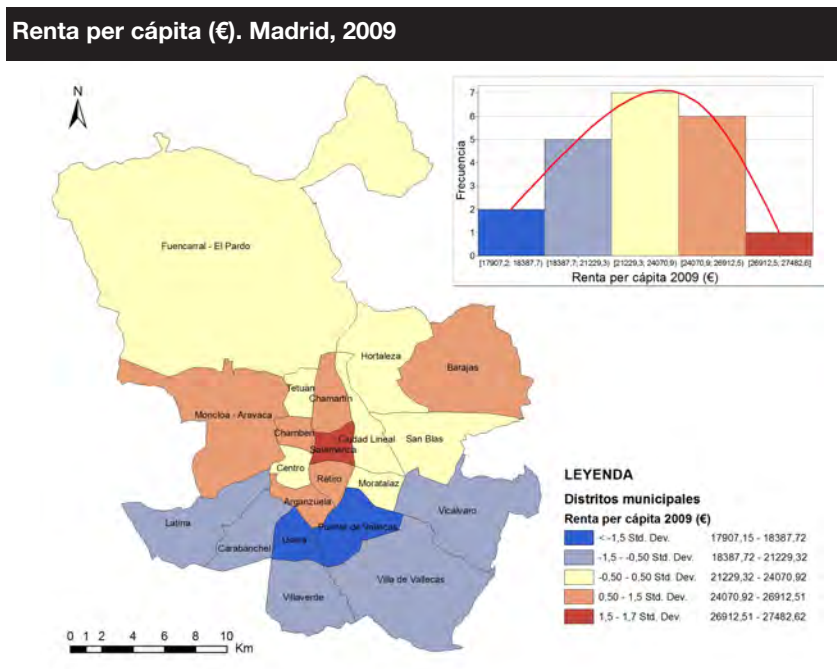 Renta per cápita (€). Madrid, 2009
N
Frecuencia
7
6
5
4
3
2
1
0
[17907,2; 18387,7) [18387,7; 21229,3) [21229,3; 24070,9) [24070,9; 26912,5) [26912,5; 27482,6]
Renta per cápita 2009 (€)
Fuencarral - El Pardo
Hortaleza
Barajas
Tetuán
Chamartín
Moncloa - Aravaca
Chamberí
Ciudad Lineal
San Blas
Salamanca
Centro
Retiro
Moratalaz
Arganzuela
Latina
Carabanchel
Usera
Puente de Vallecas
Vicálvaro
Villa de Vallecas
Villaverde
LEYENDA
Distritos municipales
Renta per cápita 2009 (€)
< -1,5 Std. Dev. 17907,15 - 18387,72
-1,5 - -0,50 Std. Dev. 18387,72 - 21229,32
-0,50 - 0,50 Std. Dev. 21229,32 - 24070,92
0,50 - 1,5 Std. Dev. 24070,92 - 26912,51
1,5 - 1,7 Std. Dev. 26912,51 - 27482,62
0 1 2 4 6 8 10
Km